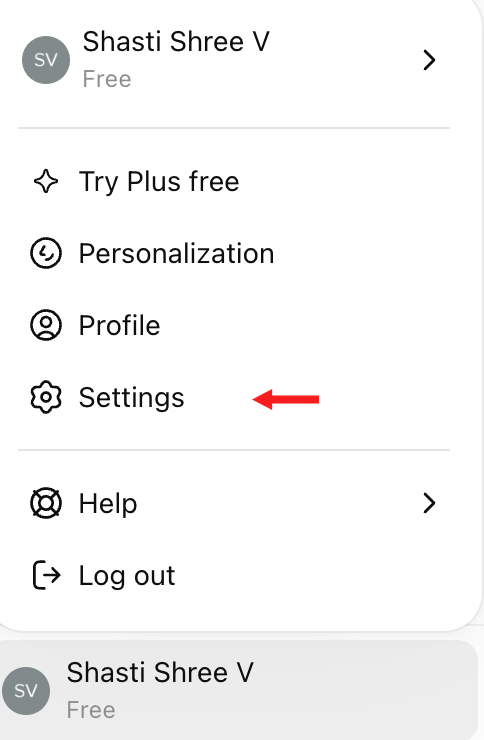 SV
Shasti Shree V
Free
Try Plus free
Personalization
Profile
Settings
Help
Log out
SV
Shasti Shree V
Free